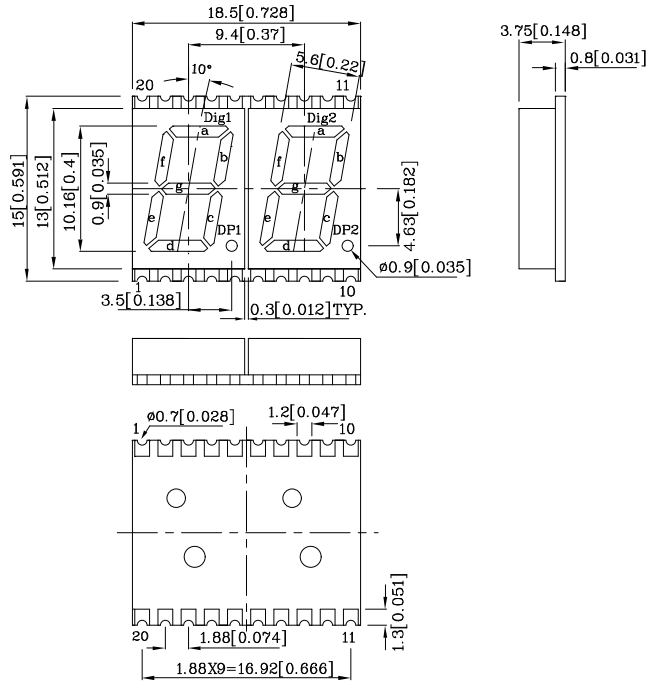 18.5[0.728]
9.4[0.37]
3.75[0.148]
0.8[0.031]
5.6[0.22]
10°
20
11
Dig1
Dig2
a
a
f
b
f
b
g
g
e
c
e
c
d
d
DP1
DP2
15[0.591]
13[0.512]
10.16[0.4]
0.9[0.035]
4.63[0.182]
ø0.9[0.035]
1
10
3.5[0.138]
0.3[0.012]TYP.
ø0.7[0.028]
1.2[0.047]
1
10
20
11
1.88[0.074]
1.3[0.051]
1.88X9=16.92[0.666]